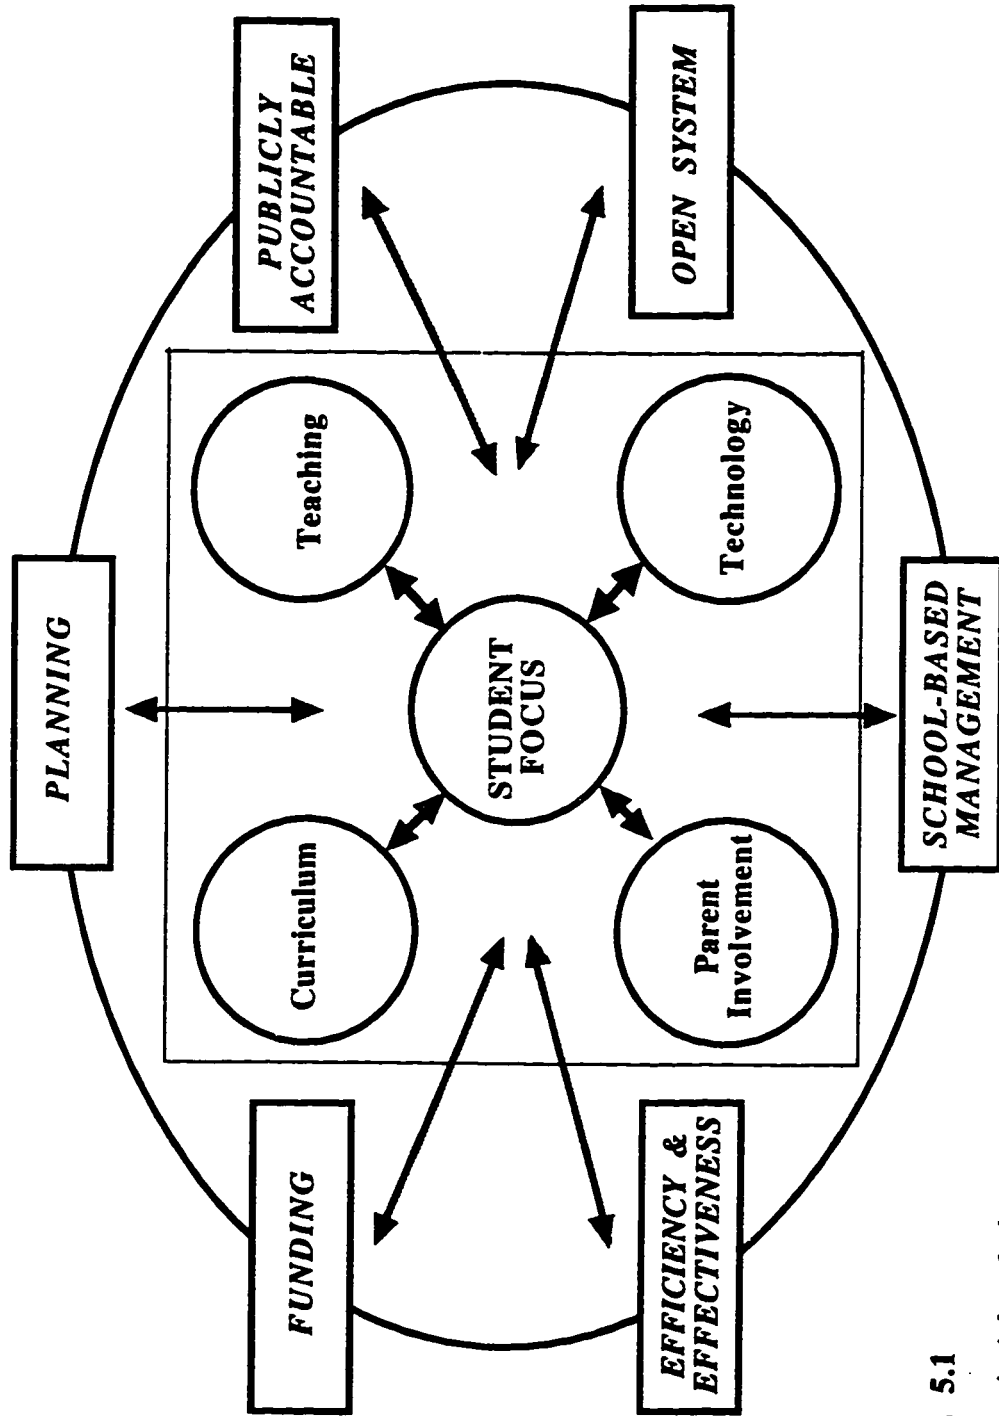 PLANNING
FUNDING
PUBLICLY
ACCOUNTABLE
Curriculum
Teaching
STUDENT
FOCUS
Parent
Involvement
Technology
EFFICIENCY &
EFFECTIVENESS
OPEN SYSTEM
SCHOOL-BASED
MANAGEMENT
5.1